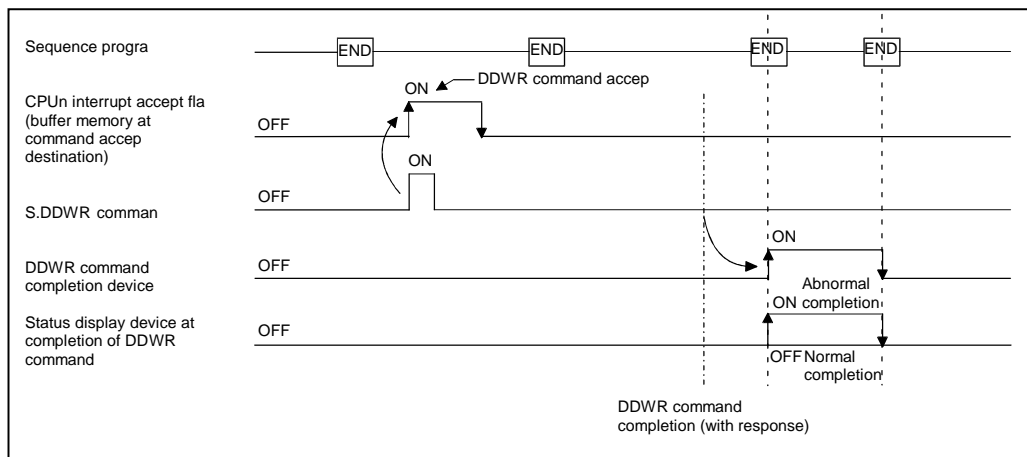 Sequence progra
END
END
END
END
DDWR command accep
ON
CPUn interrupt accept fla
(buffer memory at
command accep
destination)
OFF
ON
S.DDWR comman
OFF
ON
DDWR command
completion device
OFF
Abnormal
ON completion
Status display device at
completion of DDWR
command
OFF
OFF Normal
completion
DDWR command
completion (with response)